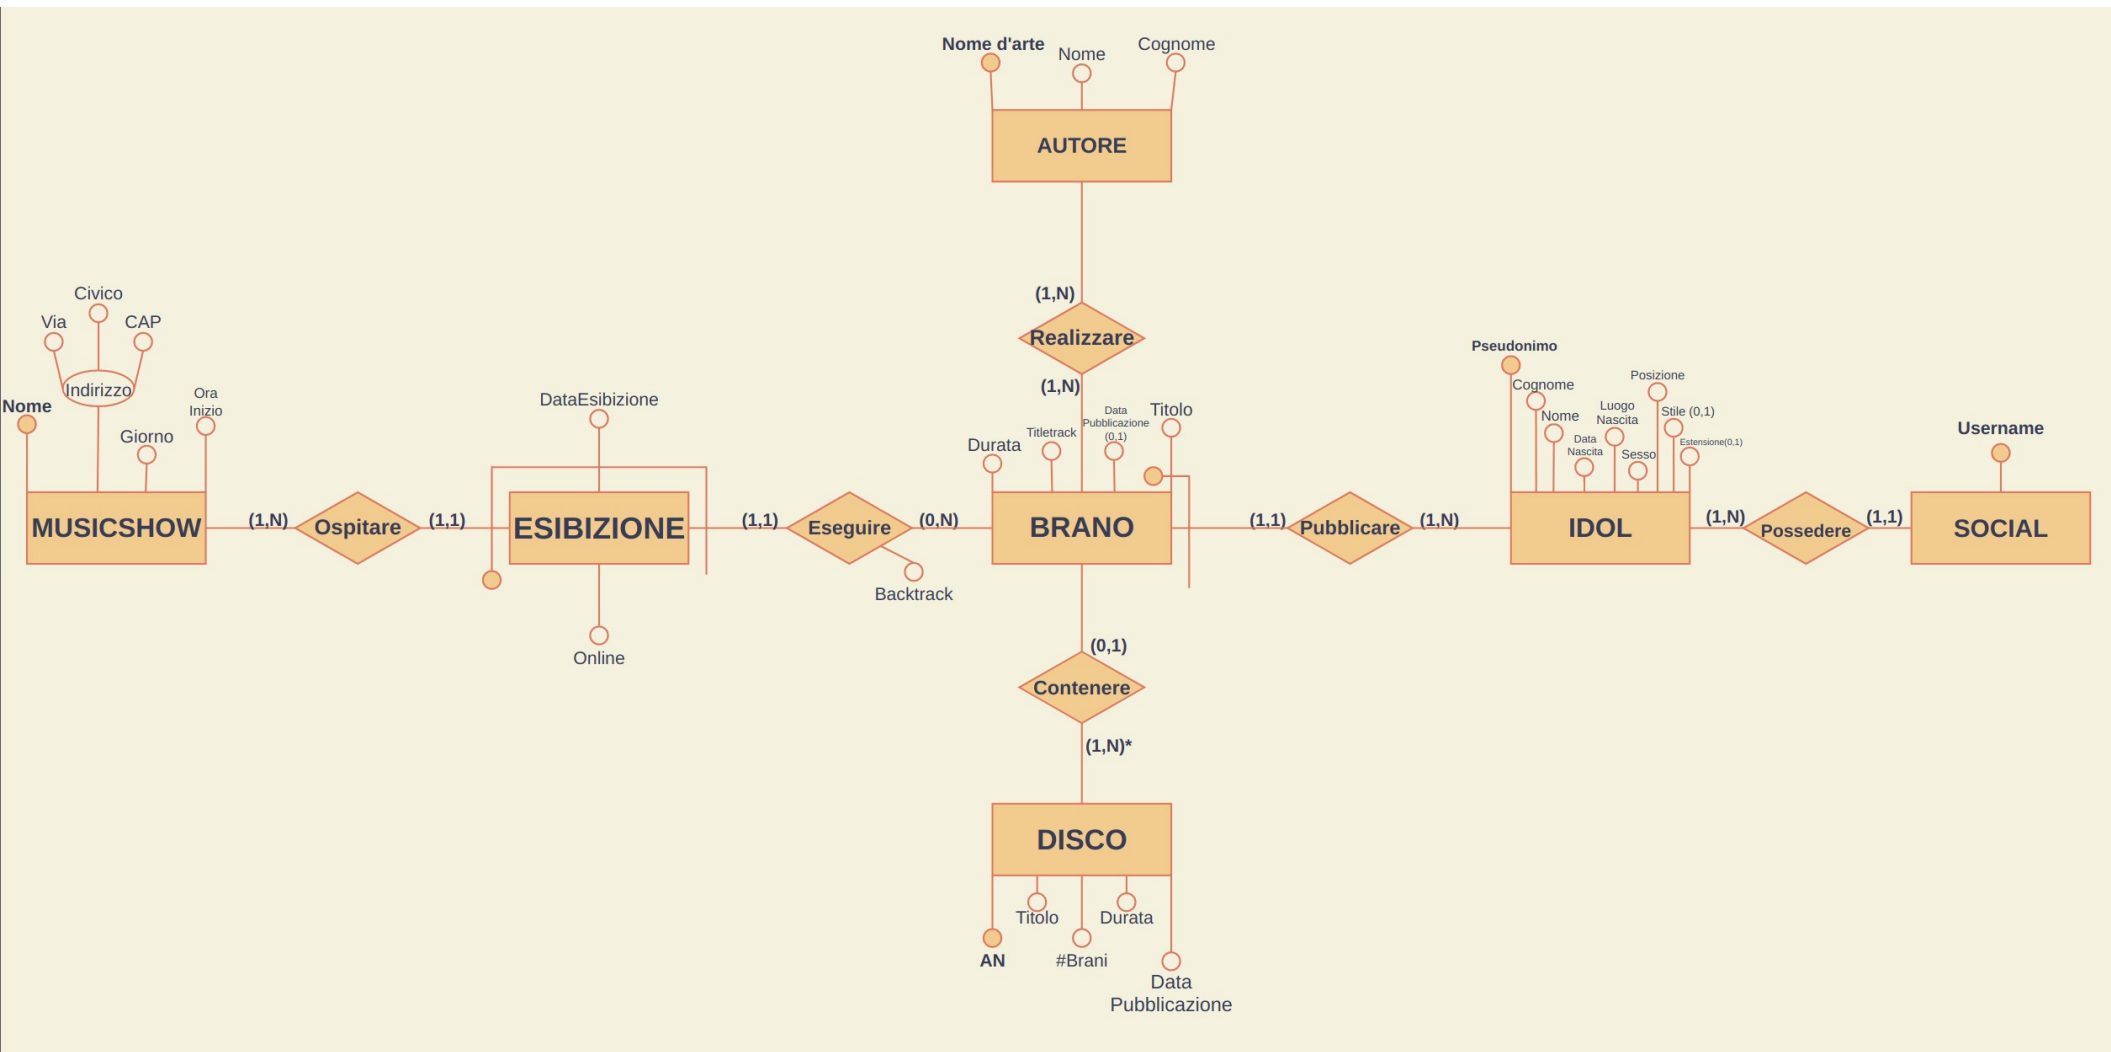 Nome d'arte
Nome
Cognome
AUTORE
(1,N)
Realizzare
(1,N)
Civico
Via
CAP
Indirizzo
Nome
Giorno
Ora
Inizio
MUSICSHOW
(1,N)
Ospitare
(1,1)
DataEsibizione
ESIBIZIONE
Online
(1,1)
Eseguire
(0,N)
Backtrack
Durata
Titletrack
Data
Pubblicazione
(0,1)
Titolo
BRANO
(1,1)
Pubblicare
(1,N)
Pseudonimo
Cognome
Nome
Data
Nascita
Luogo
Nascita
Sesso
Posizione
Stile (0,1)
Estensione(0,1)
IDOL
(1,N)
Possedere
(1,1)
Username
SOCIAL
(0,1)
Contenere
(1,N)*
DISCO
Titolo
Durata
AN
#Brani
Data
Pubblicazione